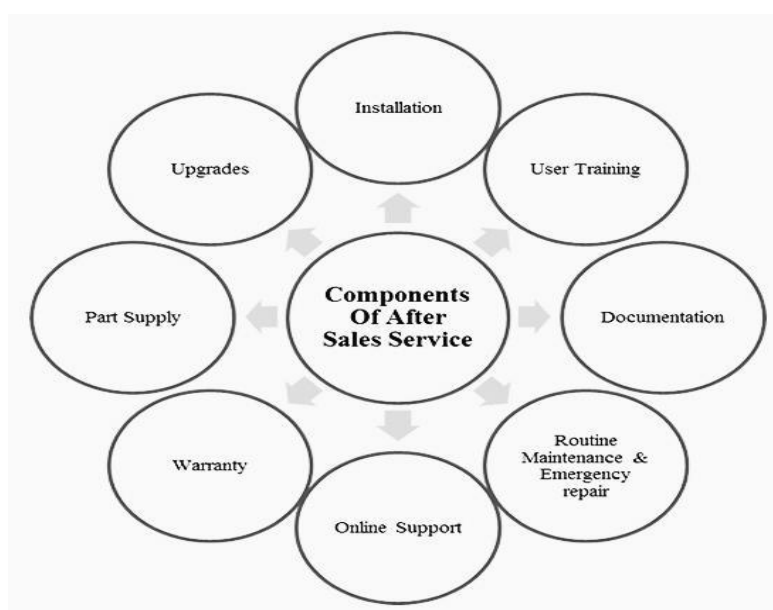 Installation
Upgrades
User Training
Components
Of After
Sales Service
Part Supply
Documentation
Warranty
Routine
Maintenance & 
Emergency
repair
Online Support